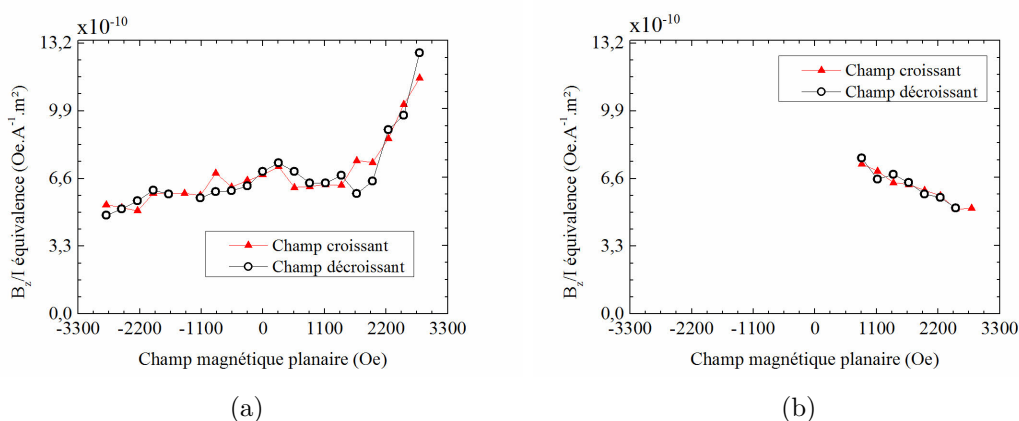 x10⁻¹⁰
13,2
9,9
6,6
3,3
0,0
B_z/I équivalence (Oe.A⁻¹.m²)
Champ croissant
Champ décroissant
-3300 -2200 -1100 0 1100 2200 3300
Champ magnétique planaire (Oe)
(a)
x10⁻¹⁰
13,2
9,9
6,6
3,3
0,0
B_z/I équivalence (Oe.A⁻¹.m²)
Champ croissant
Champ décroissant
-3300 -2200 -1100 0 1100 2200 3300
Champ magnétique planaire (Oe)
(b)